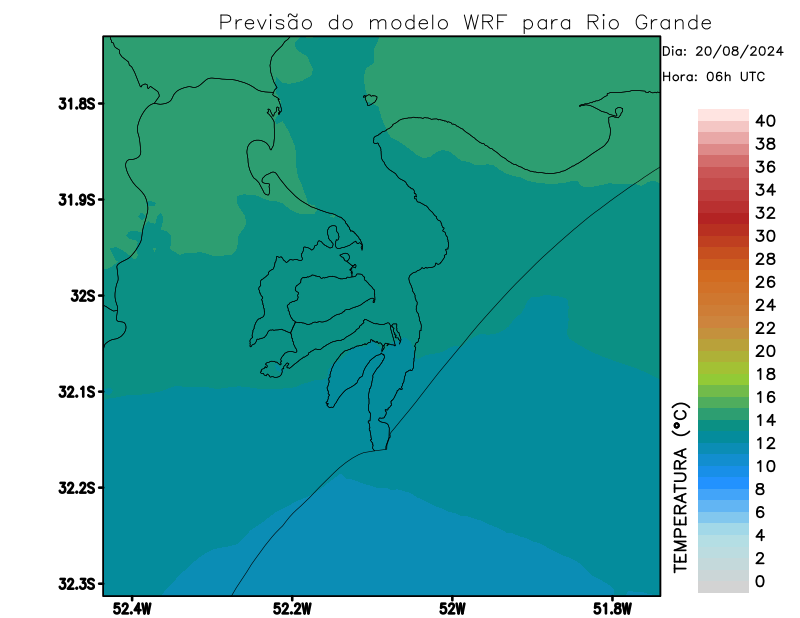 Previsão do modelo WRF para Rio Grande
Dia: 20/08/2024
Hora: 06h UTC
31.8S
31.9S
32S
32.1S
32.2S
32.3S
52.4W
52.2W
52W
51.8W
TEMPERATURA (°C)
40
38
36
34
32
30
28
26
24
22
20
18
16
14
12
10
8
6
4
2
0